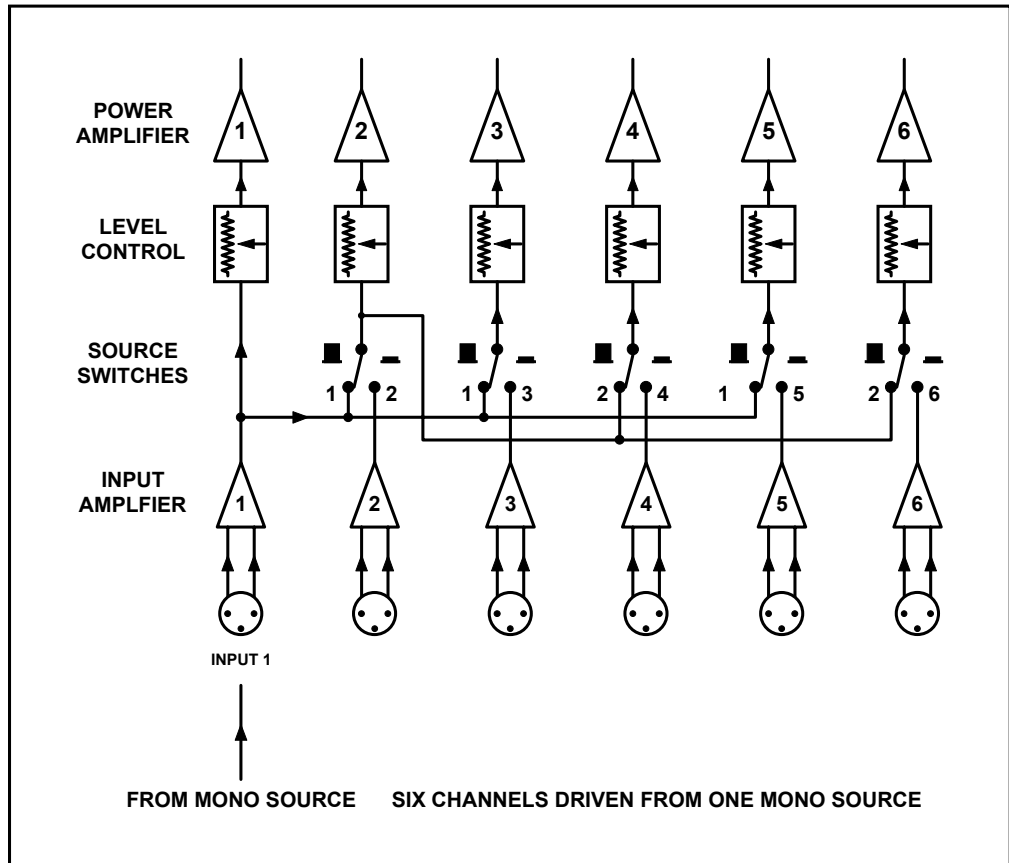 POWER
AMPLIFIER
1 2 3 4 5 6
LEVEL
CONTROL
SOURCE
SWITCHES
1 2 1 3 2 4 1 5 2 6
INPUT
AMPLFIER
1 2 3 4 5 6
INPUT 1
FROM MONO SOURCE
SIX CHANNELS DRIVEN FROM ONE MONO SOURCE